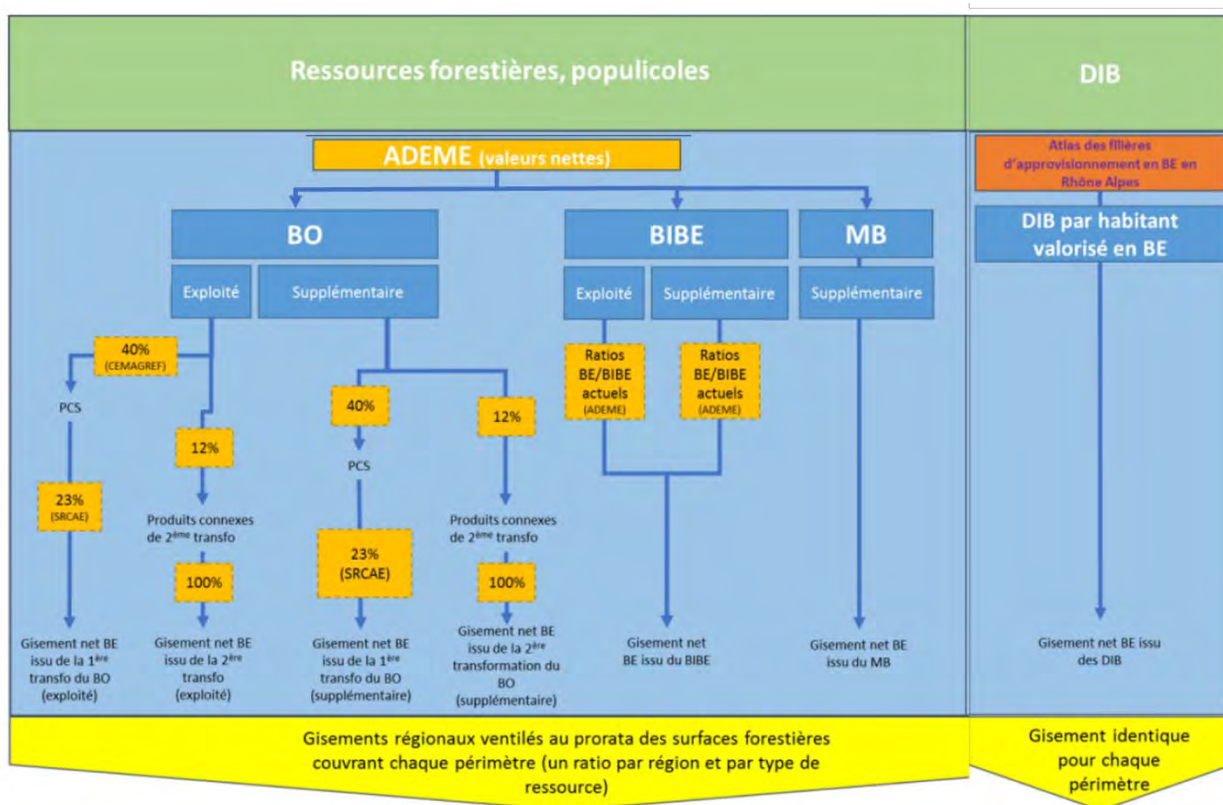 Ressources forestières, populicoles
DIB
ADEME (valeurs nettes)
Atlas des filières
d'approvisionnement en BE en
Rhône Alpes
BO
BIBE
MB
DIB par habitant
valorisé en BE
Exploité
Supplémentaire
Exploité
Supplémentaire
Supplémentaire
40%
(CEMAGREF)
PCS
12%
23%
(SRCAE)
Produits connexes
de 2ème transfo
100%
40%
PCS
23%
(SRCAE)
12%
Produits connexes
de 2ème transfo
100%
Ratios
BE/BIBE
actuels
(ADEME)
Ratios
BE/BIBE
actuels
(ADEME)
Gisement net BE
issu de la 1ère
transfo du BO
(exploité)
Gisement net BE
issu de la 2ère
transfo
(exploité)
Gisement net BE
issu de la 1ère
transfo du BO
(supplémentaire)
Gisement net BE
issu de la 2ère
transformation du
BO
(supplémentaire)
Gisement net
BE issu du BIBE
Gisement net BE
issu du MB
Gisement net BE issu
des DIB
Gisements régionaux ventilés au prorata des surfaces forestières
couvrant chaque périmètre (un ratio par région et par type de
ressource)
Gisement identique
pour chaque
périmètre